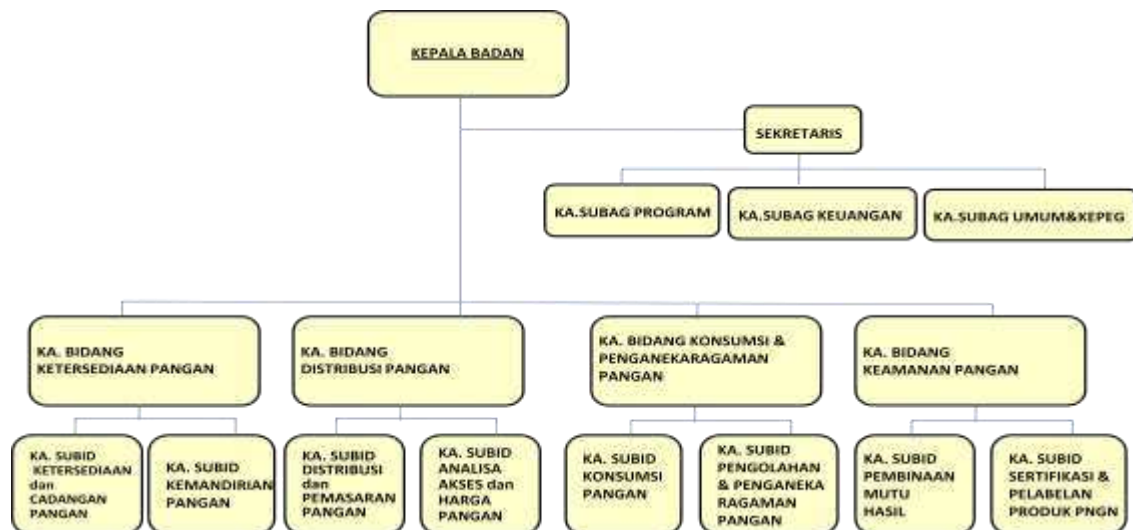 KEPALA BADAN
SEKRETARIS
KA.SUBAG PROGRAM
KA.SUBAG KEUANGAN
KA.SUBAG UMUM&KEPEG
KA. BIDANG
KETERSEDIAAN PANGAN
KA. BIDANG
DISTRIBUSI PANGAN
KA. BIDANG KONSUMSI &
PENGANEKARAGAMAN
PANGAN
KA. BIDANG
KEAMANAN PANGAN
KA. SUBID
KETERSEDIAAN
dan
CADANGAN
PANGAN
KA. SUBID
KEMANDIRIAN
PANGAN
KA. SUBID
DISTRIBUSI
dan
PEMASARAN
PANGAN
KA. SUBID
ANALISA
AKSES dan
HARGA
PANGAN
KA. SUBID
KONSUMSI
PANGAN
KA. SUBID
PENGOLAHAN
& PENGANEKA
RAGAMAN
PANGAN
KA. SUBID
PEMBINAAN
MUTU
HASIL
KA. SUBID
SERTIFIKASI &
PELABELAN
PRODUK PNGN